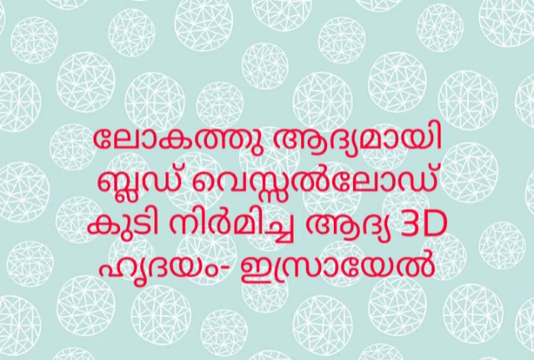 ലോകത്തു ആദ്യമായി
ബ്ലഡ് വെസ്സൽലോഡ്
കുടി നിർമിച്ച ആദ്യ 3D
ഹൃദയം- ഇസ്രായേൽ